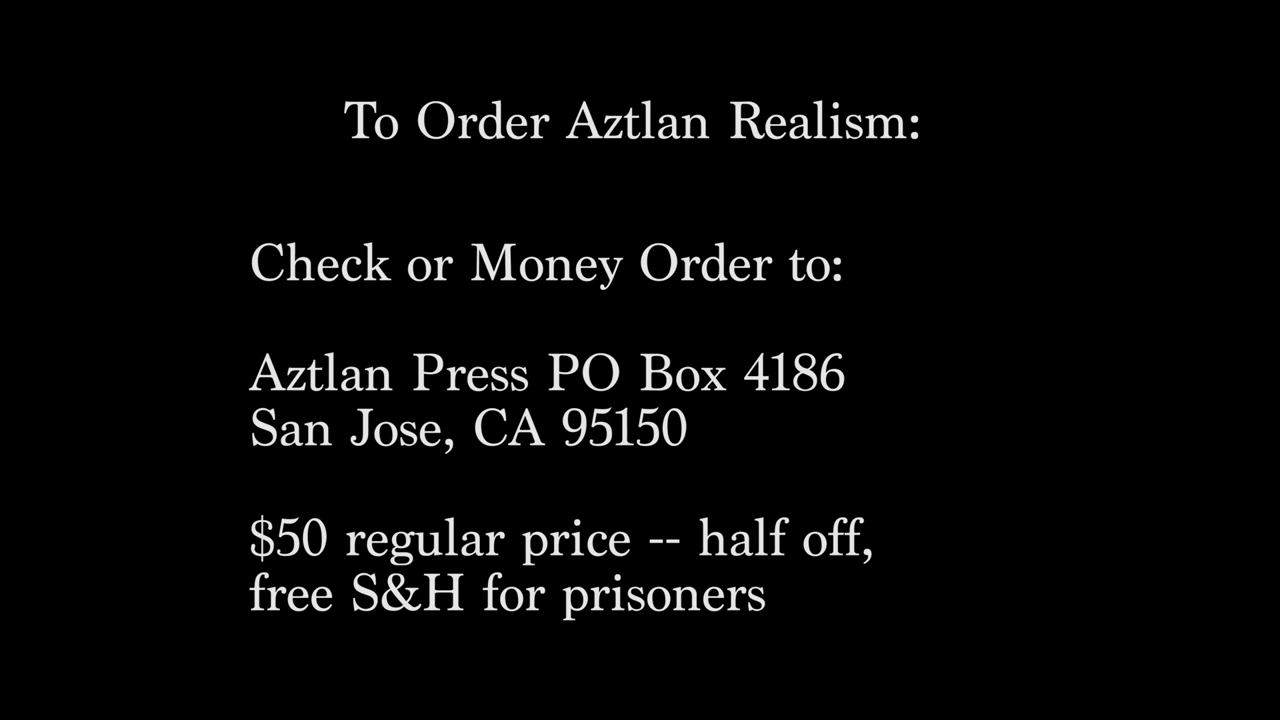 To Order Aztlan Realism:
Check or Money Order to:
Aztlan Press PO Box 4186
San Jose, CA 95150
$50 regular price -- half off,
free S&H for prisoners